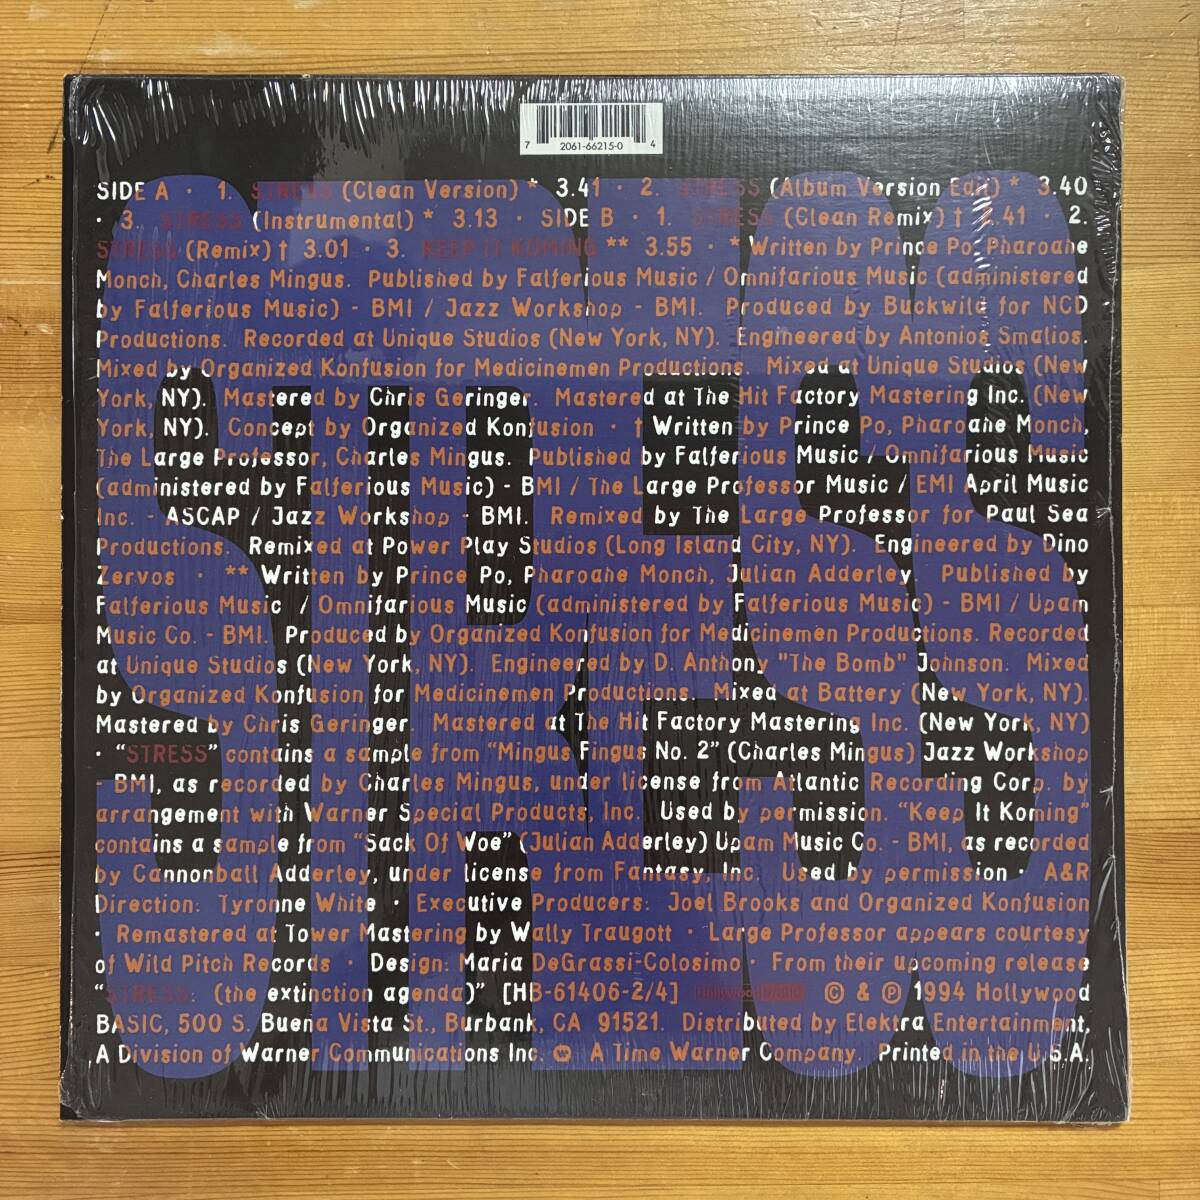 7 2061-66215-0 4
SIDE A · 1. STRESS (Clean Version) * 3.41 · 2. STRESS (Album Version Edit) * 3.40
· 3. STRESS (Instrumental) * 3.13 · SIDE B · 1. STRESS (Clean Remix) † 2.41 · 2.
STRESS (Remix) † 3.01 · 3. KEEP IT KOMING ** 3.55 · * Written by Prince Po, Pharoahe
Monch, Charles Mingus. Published by Falferious Music / Omnifarious Music (administered
by Falferious Music) - BMI / Jazz Workshop - BMI. Produced by Buckwild for NCD
Productions. Recorded at Unique Studios (New York, NY). Engineered by Antonios Smalios.
Mixed by Organized Konfusion for Medicinemen Productions. Mixed at Unique Studios (New
York, NY). Mastered by Chris Geringer. Mastered at The Hit Factory Mastering Inc. (New
York, NY). Concept by Organized Konfusion · † Written by Prince Po, Pharoahe Monch,
The Large Professor, Charles Mingus. Published by Falferious Music / Omnifarious Music
(administered by Falferious Music) - BMI / The Large Professor Music / EMI April Music
Inc. - ASCAP / Jazz Workshop - BMI. Remixed by The Large Professor for Paul Sea
Productions. Remixed at Power Play Studios (Long Island City, NY). Engineered by Dino
Zervos · ** Written by Prince Po, Pharoahe Monch, Julian Adderley. Published by
Falferious Music / Omnifarious Music (administered by Falferious Music) - BMI / Upam
Music Co. - BMI. Produced by Organized Konfusion for Medicinemen Productions. Recorded
at Unique Studios (New York, NY). Engineered by D. Anthony "The Bomb" Johnson. Mixed
by Organized Konfusion for Medicinemen Productions. Mixed at Battery (New York, NY).
Mastered by Chris Geringer. Mastered at The Hit Factory Mastering Inc. (New York, NY)
· “STRESS” contains a sample from “Mingus Fingus No. 2” (Charles Mingus) Jazz Workshop
- BMI, as recorded by Charles Mingus, under license from Atlantic Recording Corp. by
arrangement with Warner Special Products, Inc. Used by permission. “Keep It Koming”
contains a sample from “Sack Of Woe” (Julian Adderley) Upam Music Co. - BMI, as recorded
by Cannonball Adderley, under license from Fantasy, Inc. Used by permission · A&R
Direction: Tyronne White · Executive Producers: Joel Brooks and Organized Konfusion
· Remastered at Tower Mastering by Wally Traugott · Large Professor appears courtesy
of Wild Pitch Records · Design: Maria DeGrassi-Colosimo From their upcoming release
“STRESS: (the extinction agenda)” [HB-61406-2/4] HollywoodBASIC © & ℗ 1994 Hollywood
BASIC, 500 S. Buena Vista St., Burbank, CA 91521. Distributed by Elektra Entertainment,
A Division of Warner Communications Inc. A Time Warner Company. Printed in the U.S.A.
STRESS
STRESS